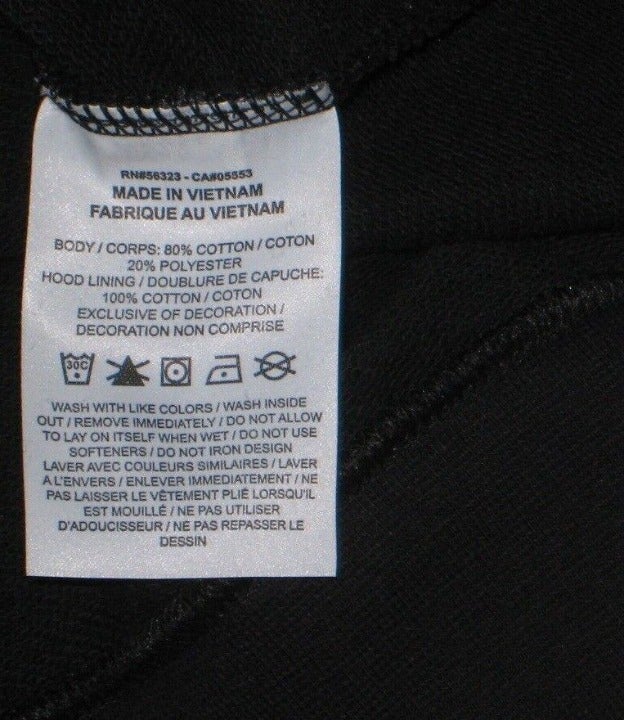 RN#56323 - CA#05553
MADE IN VIETNAM
FABRIQUE AU VIETNAM
BODY / CORPS: 80% COTTON / COTON
20% POLYESTER
HOOD LINING / DOUBLURE DE CAPUCHE:
100% COTTON / COTON
EXCLUSIVE OF DECORATION /
DECORATION NON COMPRISE
30C
WASH WITH LIKE COLORS / WASH INSIDE
OUT / REMOVE IMMEDIATELY / DO NOT ALLOW
TO LAY ON ITSELF WHEN WET / DO NOT USE
SOFTENERS / DO NOT IRON DESIGN
LAVER AVEC COULEURS SIMILAIRES / LAVER
A L'ENVERS / ENLEVER IMMEDIATEMENT / NE
PAS LAISSER LE VÊTEMENT PLIÉ LORSQU'IL
EST MOUILLÉ / NE PAS UTILISER
D'ADOUCISSEUR / NE PAS REPASSER LE
DESSIN